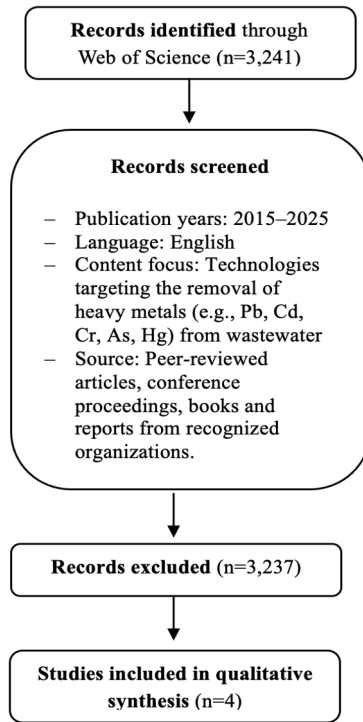 Records identified through
Web of Science (n=3,241)
Records screened
– Publication years: 2015–2025
– Language: English
– Content focus: Technologies
targeting the removal of
heavy metals (e.g., Pb, Cd,
Cr, As, Hg) from wastewater
– Source: Peer-reviewed
articles, conference
proceedings, books and
reports from recognized
organizations.
Records excluded (n=3,237)
Studies included in qualitative
synthesis (n=4)